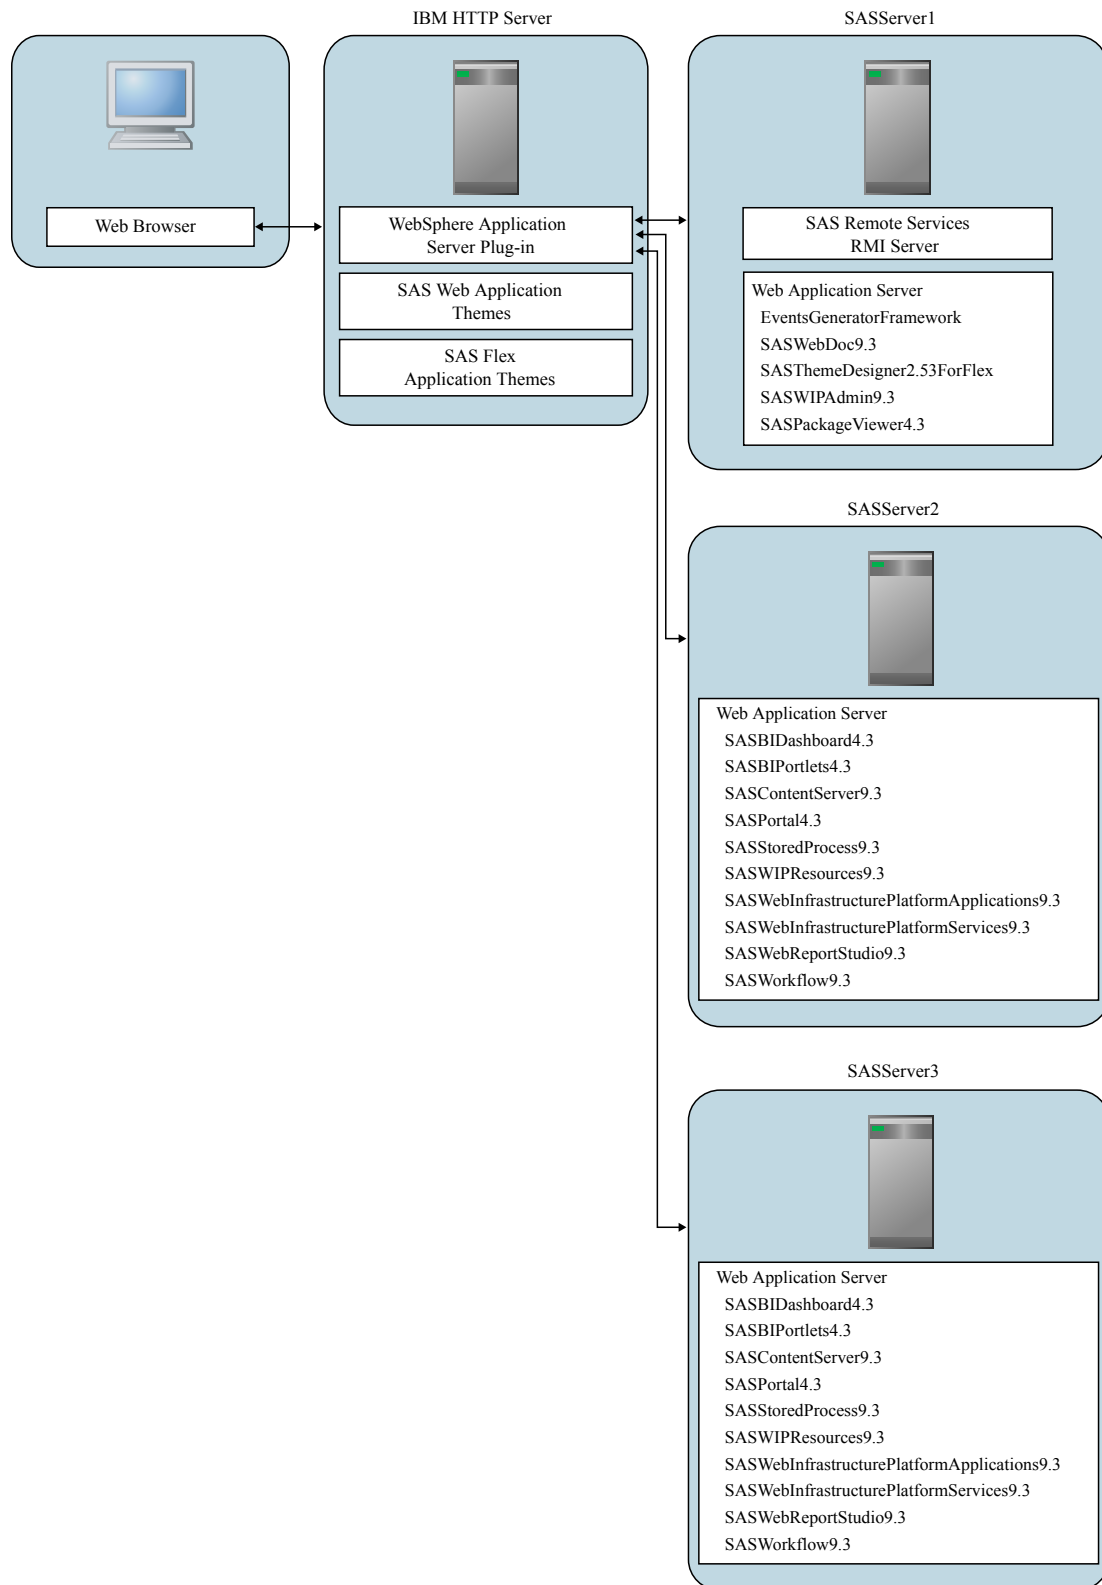 IBM HTTP Server
SASServer1
Web Browser
WebSphere Application
Server Plug-in
SAS Web Application
Themes
SAS Flex
Application Themes
SAS Remote Services
RMI Server
Web Application Server
EventsGeneratorFramework
SASWebDoc9.3
SASThemeDesigner2.53ForFlex
SASWIPAdmin9.3
SASPackageViewer4.3
SASServer2
Web Application Server
SASBIDashboard4.3
SASBIPortlets4.3
SASContentServer9.3
SASPortal4.3
SASStoredProcess9.3
SASWIPResources9.3
SASWebInfrastructurePlatformApplications9.3
SASWebInfrastructurePlatformServices9.3
SASWebReportStudio9.3
SASWorkflow9.3
SASServer3
Web Application Server
SASBIDashboard4.3
SASBIPortlets4.3
SASContentServer9.3
SASPortal4.3
SASStoredProcess9.3
SASWIPResources9.3
SASWebInfrastructurePlatformApplications9.3
SASWebInfrastructurePlatformServices9.3
SASWebReportStudio9.3
SASWorkflow9.3